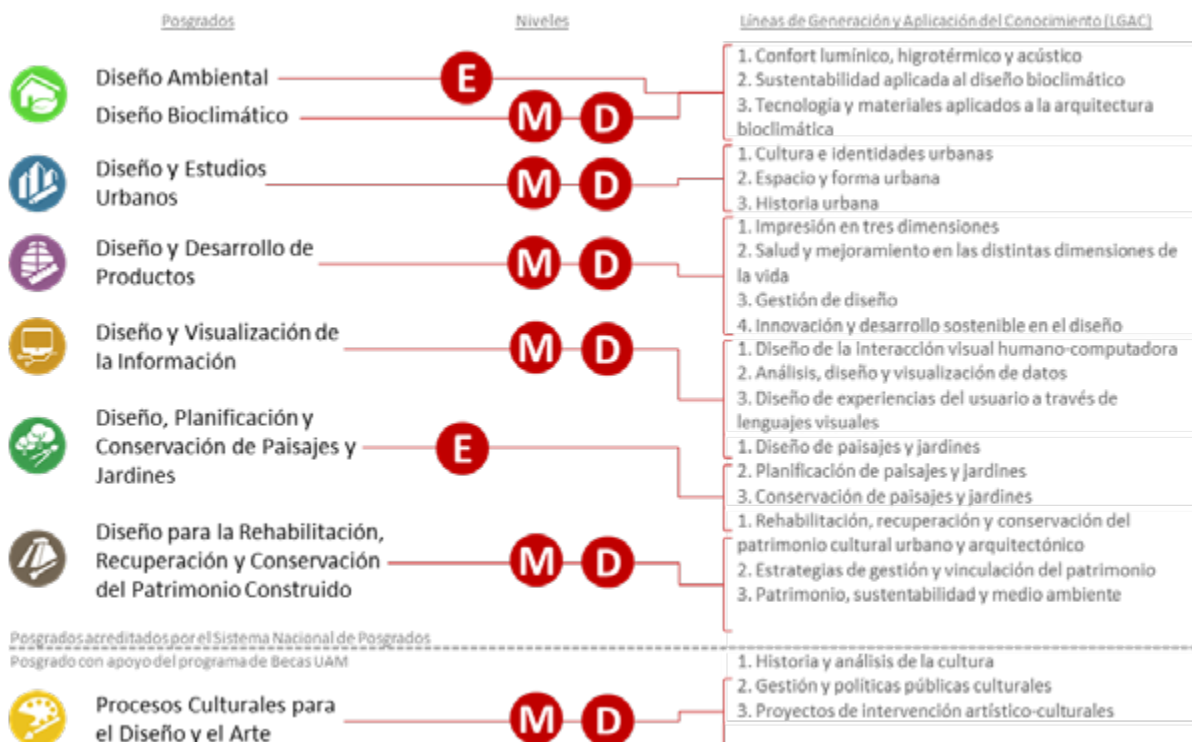 Posgrados
Niveles
Líneas de Generación y Aplicación del Conocimiento (LGAC)
Diseño Ambiental
E
Diseño Bioclimático
M D
1. Confort lumínico, higrotérmico y acústico
2. Sustentabilidad aplicada al diseño bioclimático
3. Tecnología y materiales aplicados a la arquitectura
bioclimática
Diseño y Estudios
Urbanos
M D
1. Cultura e identidades urbanas
2. Espacio y forma urbana
3. Historia urbana
Diseño y Desarrollo de
Productos
M D
1. Impresión en tres dimensiones
2. Salud y mejoramiento en las distintas dimensiones de
la vida
3. Gestión de diseño
4. Innovación y desarrollo sostenible en el diseño
Diseño y Visualización de
la Información
M D
1. Diseño de la interacción visual humano-computadora
2. Análisis, diseño y visualización de datos
3. Diseño de experiencias del usuario a través de
lenguajes visuales
Diseño, Planificación y
Conservación de Paisajes y
Jardines
E
1. Diseño de paisajes y jardines
2. Planificación de paisajes y jardines
3. Conservación de paisajes y jardines
Diseño para la Rehabilitación,
Recuperación y Conservación
del Patrimonio Construido
M D
1. Rehabilitación, recuperación y conservación del
patrimonio cultural urbano y arquitectónico
2. Estrategias de gestión y vinculación del patrimonio
3. Patrimonio, sustentabilidad y medio ambiente
Posgrados acreditados por el Sistema Nacional de Posgrados
Posgrado con apoyo del programa de Becas UAM
Procesos Culturales para
el Diseño y el Arte
M D
1. Historia y análisis de la cultura
2. Gestión y políticas públicas culturales
3. Proyectos de intervención artístico-culturales